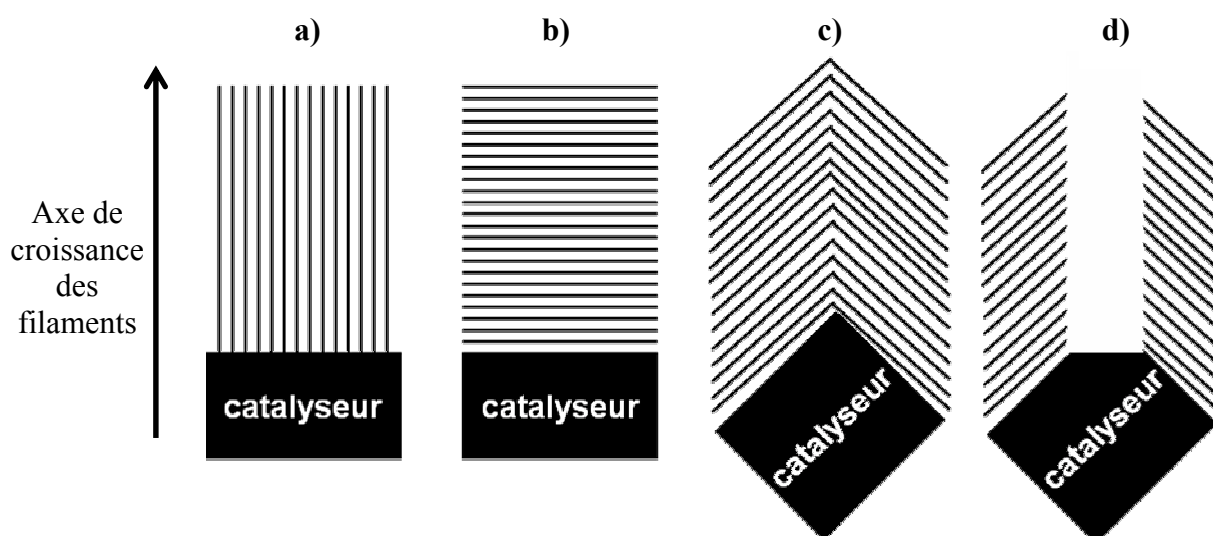 a)
b)
c)
d)
Axe de
croissance
des
filaments
catalyseur
catalyseur
catalyseur
catalyseur